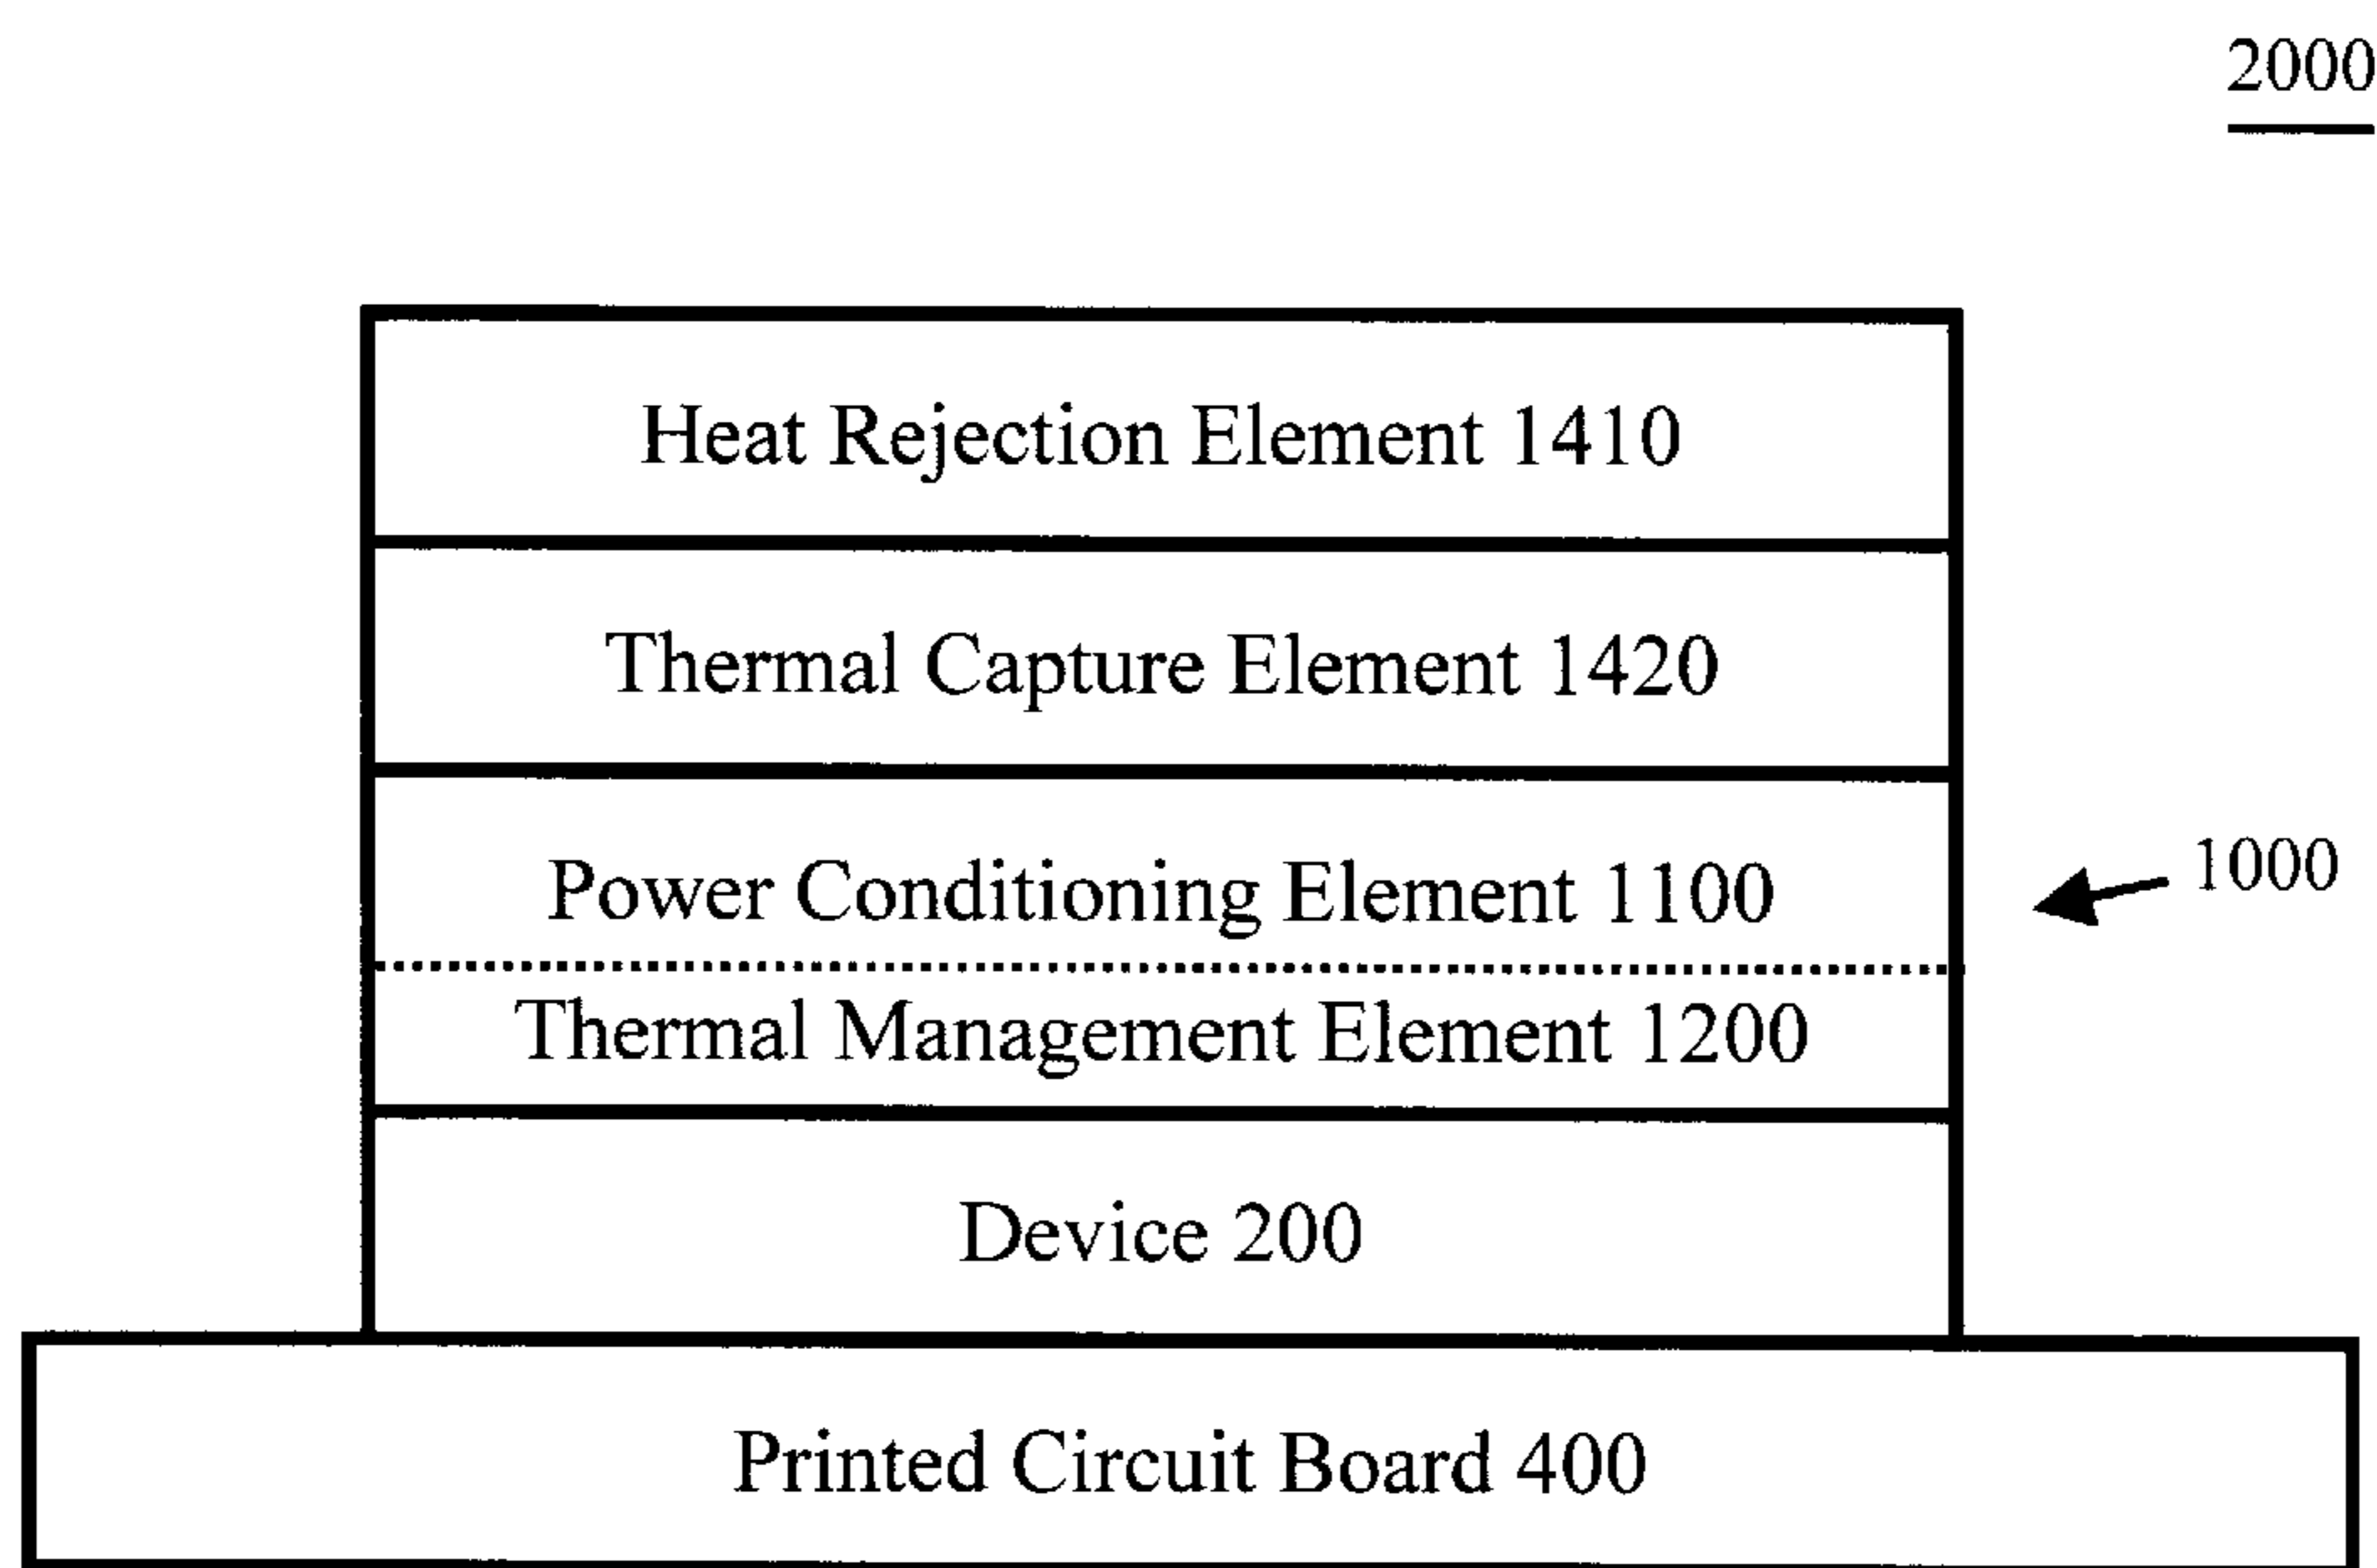 2000
Heat Rejection Element 1410
Thermal Capture Element 1420
Power Conditioning Element 1100
1000
Thermal Management Element 1200
Device 200
Printed Circuit Board 400